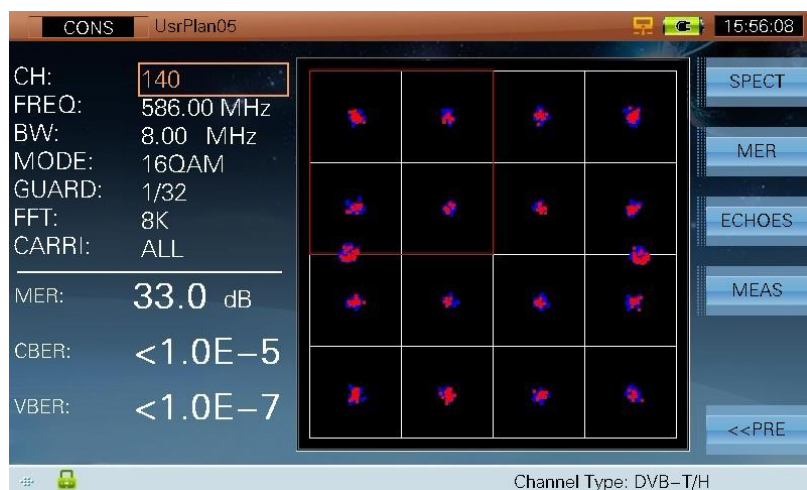 CONS UsrPlan05 15:56:08
CH: 140
FREQ: 586.00 MHz
BW: 8.00 MHz
MODE: 16QAM
GUARD: 1/32
FFT: 8K
CARRI: ALL
MER: 33.0 dB
CBER: <1.0E-5
VBER: <1.0E-7
SPECT
MER
ECHOES
MEAS
<<PRE
Channel Type: DVB-T/H